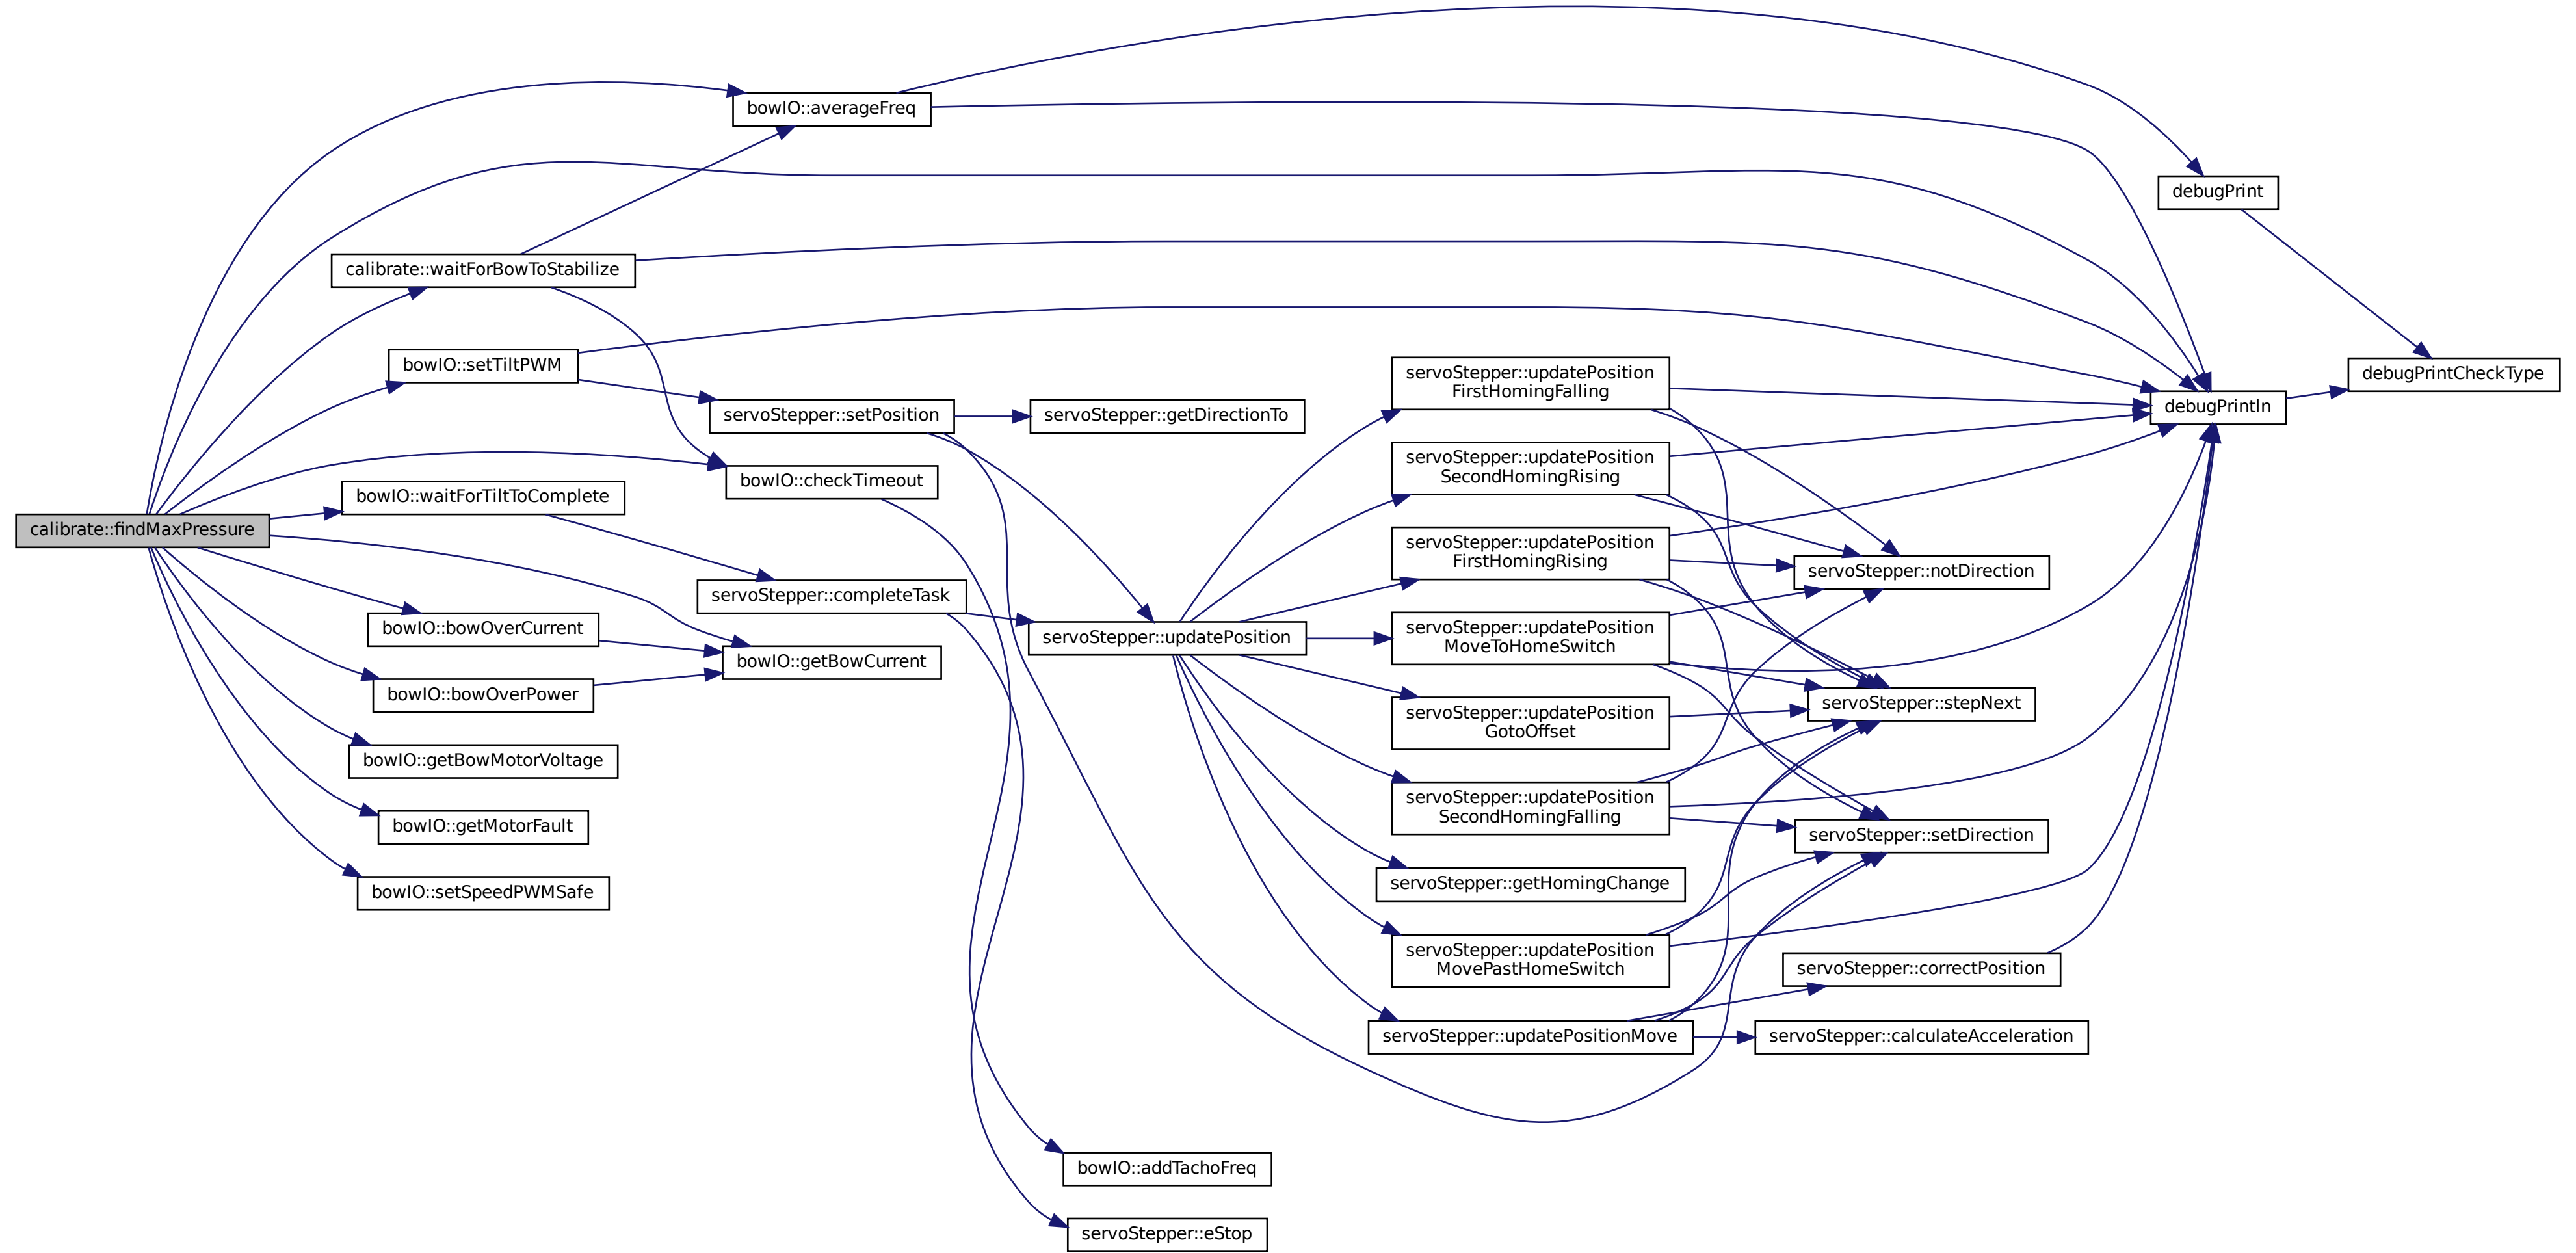 calibrate::findMaxPressure
bowIO::averageFreq
calibrate::waitForBowToStabilize
bowIO::setTiltPWM
bowIO::waitForTiltToComplete
bowIO::bowOverCurrent
bowIO::bowOverPower
bowIO::getBowMotorVoltage
bowIO::getMotorFault
bowIO::setSpeedPWMSafe
servoStepper::setPosition
bowIO::checkTimeout
servoStepper::completeTask
bowIO::getBowCurrent
servoStepper::getDirectionTo
servoStepper::updatePosition
bowIO::addTachoFreq
servoStepper::eStop
servoStepper::updatePosition
FirstHomingFalling
servoStepper::updatePosition
SecondHomingRising
servoStepper::updatePosition
FirstHomingRising
servoStepper::updatePosition
MoveToHomeSwitch
servoStepper::updatePosition
GotoOffset
servoStepper::updatePosition
SecondHomingFalling
servoStepper::getHomingChange
servoStepper::updatePosition
MovePastHomeSwitch
servoStepper::updatePositionMove
servoStepper::notDirection
servoStepper::stepNext
servoStepper::setDirection
servoStepper::correctPosition
servoStepper::calculateAcceleration
debugPrint
debugPrintln
debugPrintCheckType